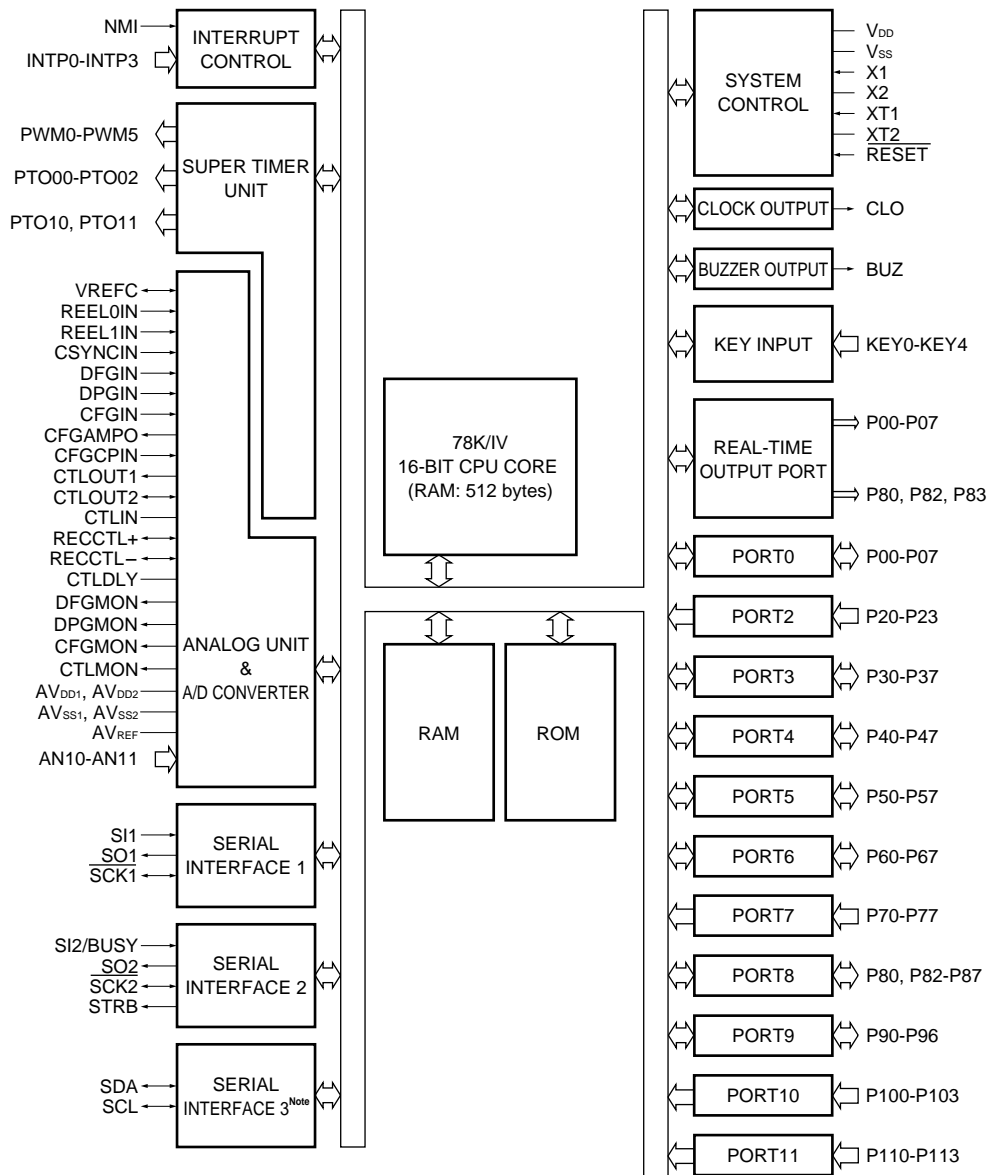 NMI
INTP0-INTP3
INTERRUPT
CONTROL
PWM0-PWM5
PTO00-PTO02
PTO10, PTO11
SUPER TIMER
UNIT
VREFC
REEL0IN
REEL1IN
CSYNCIN
DFGIN
DPGIN
CFGIN
CFGAMPO
CFGCPIN
CTLOUT1
CTLOUT2
CTLIN
RECCTL+
RECCTL−
CTLDLY
DFGMON
DPGMON
CFGMON
CTLMON
AVDD1, AVDD2
AVSS1, AVSS2
AVREF
AN10-AN11
ANALOG UNIT
&
A/D CONVERTER
SI1
SO1
SCK1
SERIAL
INTERFACE 1
SI2/BUSY
SO2
SCK2
STRB
SERIAL
INTERFACE 2
SDA
SCL
SERIAL
INTERFACE 3Note
78K/IV
16-BIT CPU CORE
(RAM: 512 bytes)
RAM
ROM
SYSTEM
CONTROL
VDD
VSS
X1
X2
XT1
XT2
RESET
CLOCK OUTPUT
CLO
BUZZER OUTPUT
BUZ
KEY INPUT
KEY0-KEY4
REAL-TIME
OUTPUT PORT
P00-P07
P80, P82, P83
PORT0
P00-P07
PORT2
P20-P23
PORT3
P30-P37
PORT4
P40-P47
PORT5
P50-P57
PORT6
P60-P67
PORT7
P70-P77
PORT8
P80, P82-P87
PORT9
P90-P96
PORT10
P100-P103
PORT11
P110-P113